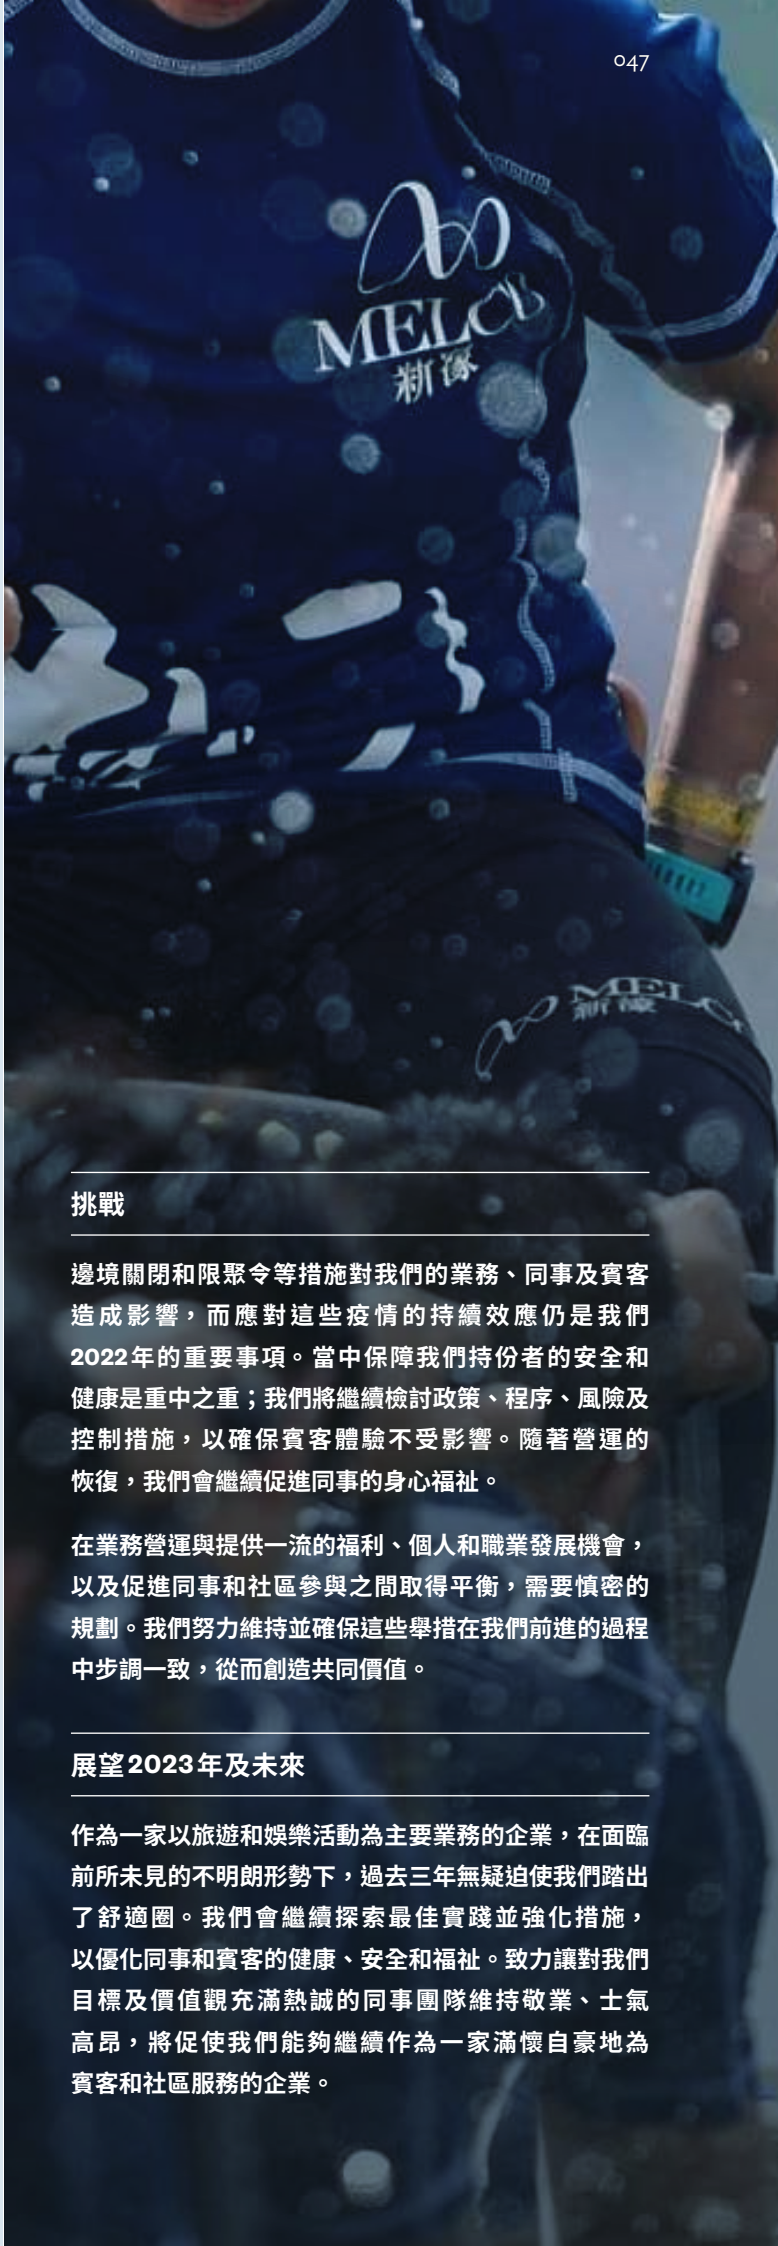 047
MELCO
新濠
MELCO
新濠
挑戰
邊境關閉和限聚令等措施對我們的業務、同事及賓客
造成影響，而應對這些疫情的持續效應仍是我們
2022年的重要事項。當中保障我們持份者的安全和
健康是重中之重；我們將繼續檢討政策、程序、風險及
控制措施，以確保賓客體驗不受影響。隨著營運的
恢復，我們會繼續促進同事的身心福祉。
在業務營運與提供一流的福利、個人和職業發展機會，
以及促進同事和社區參與之間取得平衡，需要慎密的
規劃。我們努力維持並確保這些舉措在我們前進的過程
中步調一致，從而創造共同價值。
展望2023年及未來
作為一家以旅遊和娛樂活動為主要業務的企業，在面臨
前所未見的不明朗形勢下，過去三年無疑迫使我們踏出
了舒適圈。我們會繼續探索最佳實踐並強化措施，
以優化同事和賓客的健康、安全和福祉。致力讓對我們
目標及價值觀充滿熱誠的同事團隊維持敬業、士氣
高昂，將促使我們能夠繼續作為一家滿懷自豪地為
賓客和社區服務的企業。